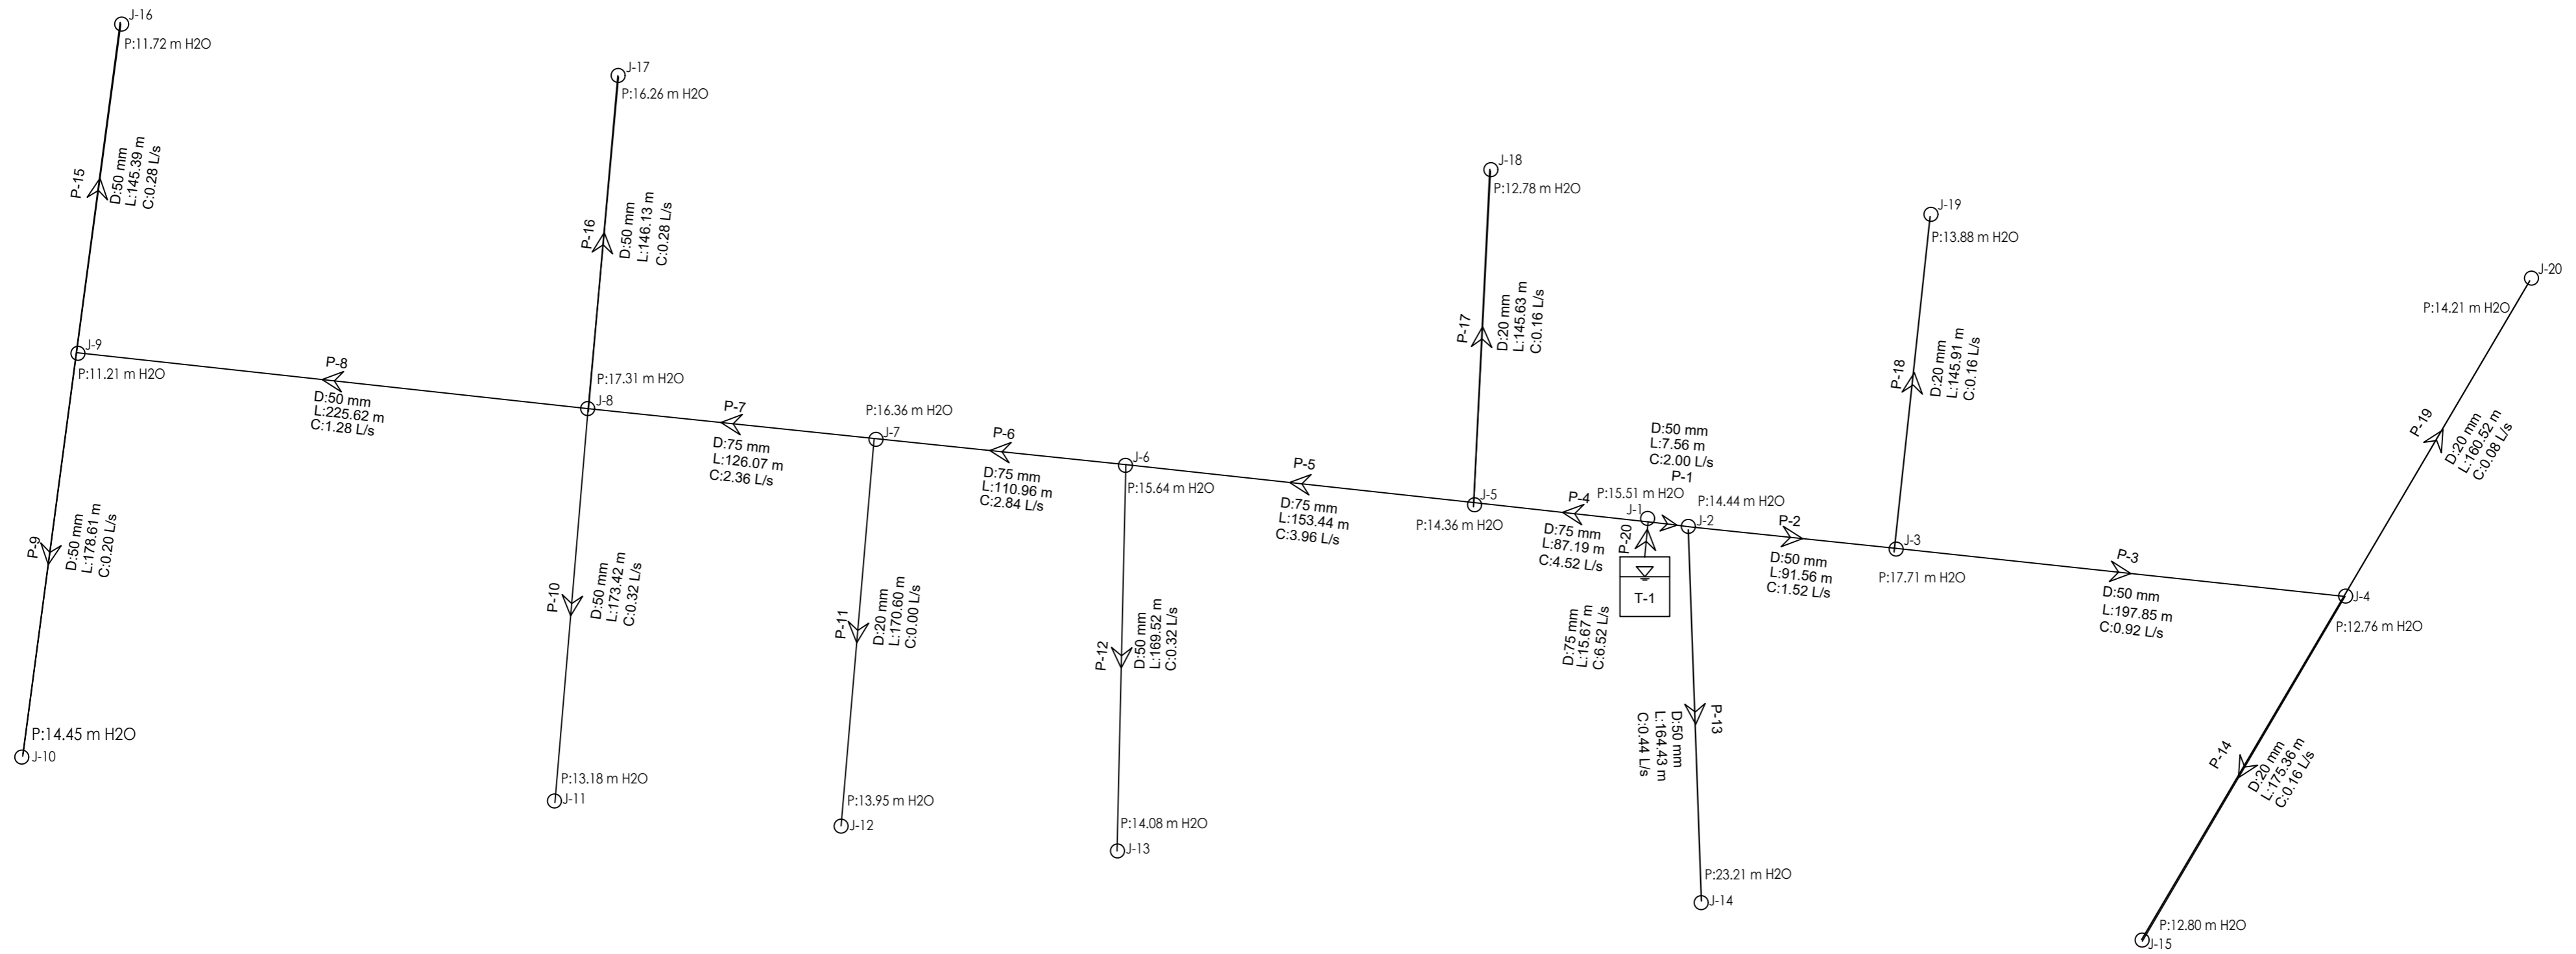 J-16
P:11.72 m H2O
J-17
P:16.26 m H2O
P-15
D:50 mm
L:145.39 m
C:0.28 L/s
P-16
D:50 mm
L:146.13 m
C:0.28 L/s
J-18
P:12.78 m H2O
P-17
D:20 mm
L:145.63 m
C:0.16 L/s
J-19
P:13.88 m H2O
P-18
D:20 mm
L:145.91 m
C:0.16 L/s
J-20
P:14.21 m H2O
P-19
D:20 mm
L:160.52 m
C:0.08 L/s
J-9
P:11.21 m H2O
P-8
D:50 mm
L:225.62 m
C:1.28 L/s
P:17.31 m H2O
J-8
P-7
D:75 mm
L:126.07 m
C:2.36 L/s
P:16.36 m H2O
J-7
P-6
D:75 mm
L:110.96 m
C:2.84 L/s
J-6
P:15.64 m H2O
P-5
D:75 mm
L:153.44 m
C:3.96 L/s
J-5
P:14.36 m H2O
P-4
D:75 mm
L:87.19 m
C:4.52 L/s
D:50 mm
L:7.56 m
C:2.00 L/s
P-1
P:15.51 m H2O
J-1
P:14.44 m H2O
J-2
P-20
T-1
D:75 mm
L:15.67 m
C:6.52 L/s
P-2
D:50 mm
L:91.56 m
C:1.52 L/s
J-3
P:17.71 m H2O
P-3
D:50 mm
L:197.85 m
C:0.92 L/s
J-4
P:12.76 m H2O
P-9
D:50 mm
L:178.61 m
C:0.20 L/s
P:14.45 m H2O
J-10
P-10
D:50 mm
L:173.42 m
C:0.32 L/s
P:13.18 m H2O
J-11
P-11
D:20 mm
L:170.60 m
C:0.00 L/s
P:13.95 m H2O
J-12
P-12
D:50 mm
L:169.52 m
C:0.32 L/s
P:14.08 m H2O
J-13
P-13
D:50 mm
L:164.43 m
C:0.44 L/s
P:23.21 m H2O
J-14
P-14
D:20 mm
L:175.36 m
C:0.16 L/s
P:12.80 m H2O
J-15